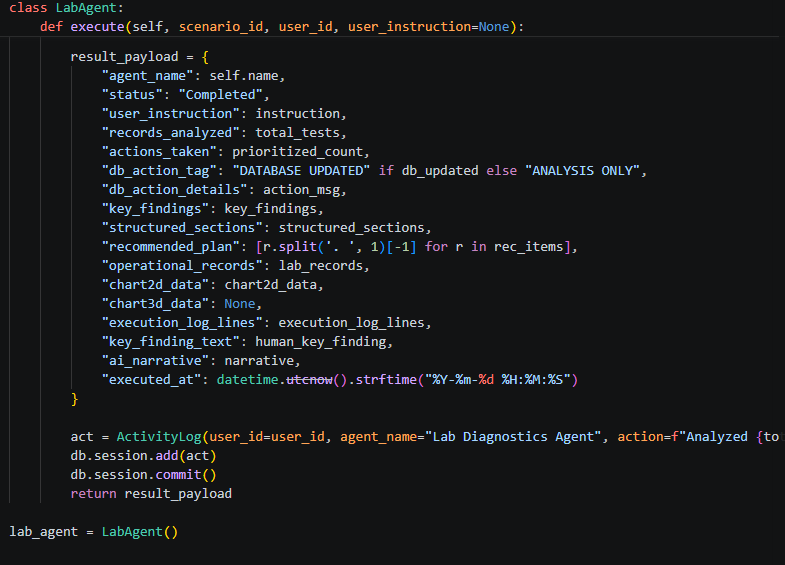 class LabAgent:
def execute(self, scenario_id, user_id, user_instruction=None):
result_payload = {
"agent_name": self.name,
"status": "Completed",
"user_instruction": instruction,
"records_analyzed": total_tests,
"actions_taken": prioritized_count,
"db_action_tag": "DATABASE UPDATED" if db_updated else "ANALYSIS ONLY",
"db_action_details": action_msg,
"key_findings": key_findings,
"structured_sections": structured_sections,
"recommended_plan": [r.split('. ', 1)[-1] for r in rec_items],
"operational_records": lab_records,
"chart2d_data": chart2d_data,
"chart3d_data": None,
"execution_log_lines": execution_log_lines,
"key_finding_text": human_key_finding,
"ai_narrative": narrative,
"executed_at": datetime.utcnow().strftime("%Y-%m-%d %H:%M:%S")
}
act = ActivityLog(user_id=user_id, agent_name="Lab Diagnostics Agent", action=f"Analyzed {to
db.session.add(act)
db.session.commit()
return result_payload
lab_agent = LabAgent()